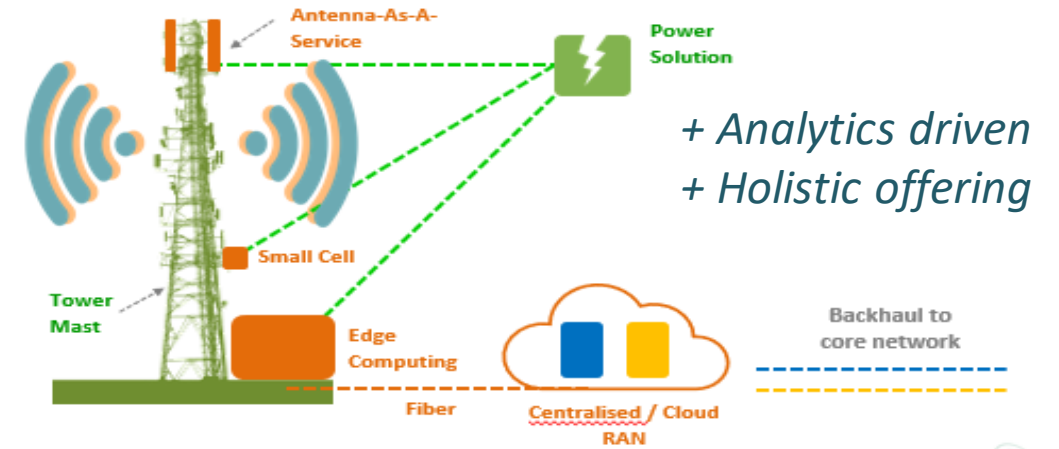 Antenna-As-A-
Service
Power
Solution
+ Analytics driven
+ Holistic offering
Small Cell
Tower
Mast
Edge
Computing
Backhaul to
core network
Fiber
Centralised / Cloud
RAN